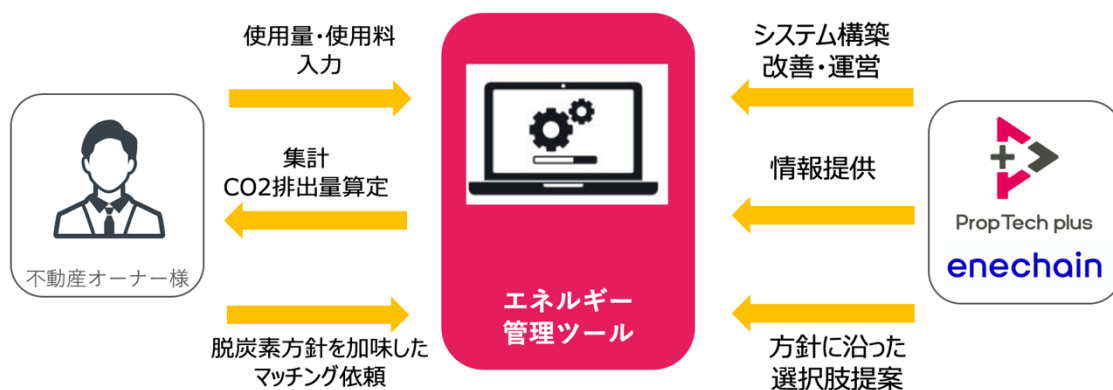 使用量・使用料
入力
集計
CO2排出量算定
脱炭素方針を加味した
マッチング依頼
不動産オーナー様
エネルギー
管理ツール
システム構築
改善・運営
情報提供
方針に沿った
選択肢提案
PropTech plus
enechain